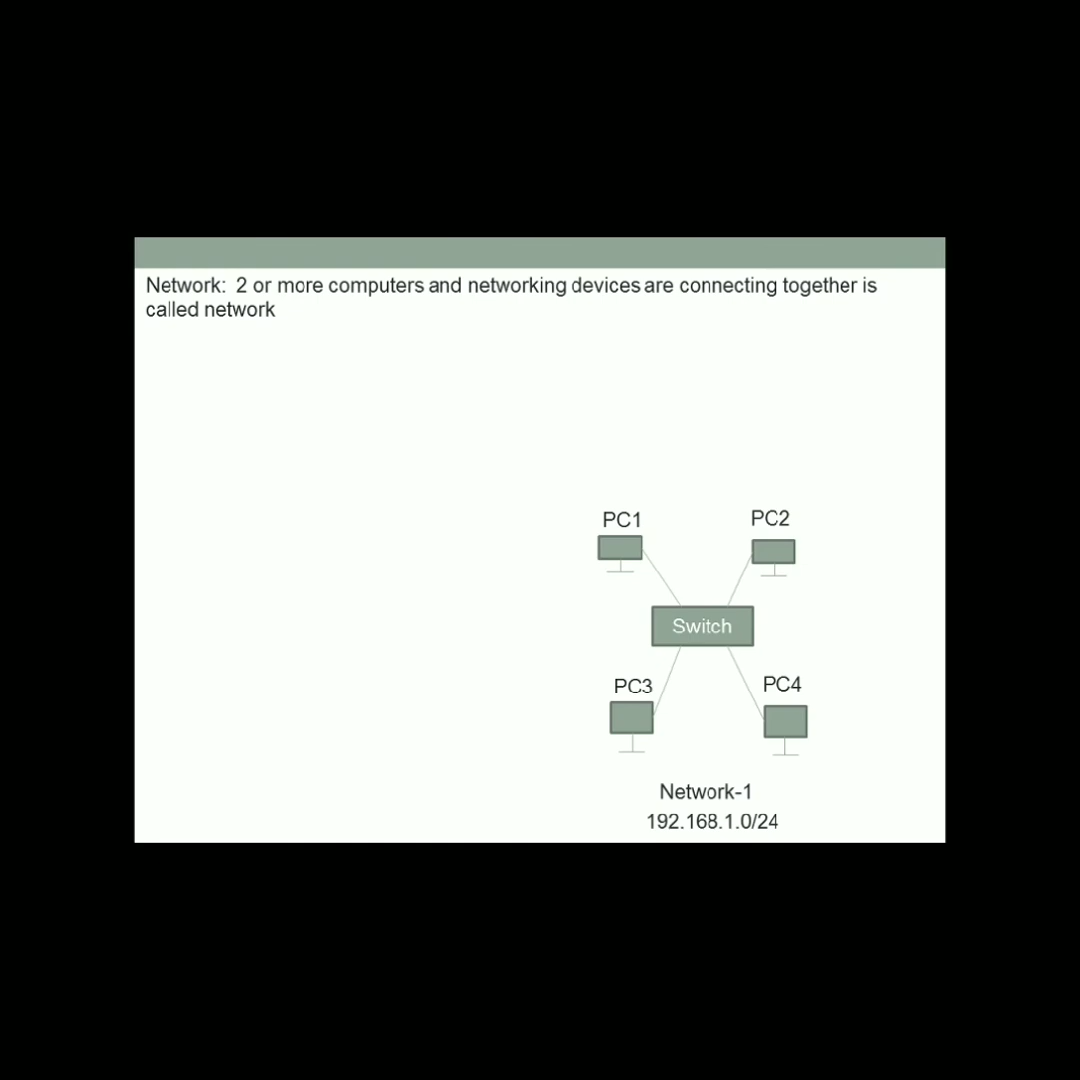 Network:  2 or more computers and networking devices are connecting together is
called network
PC1
PC2
Switch
PC3
PC4
Network-1
192.168.1.0/24